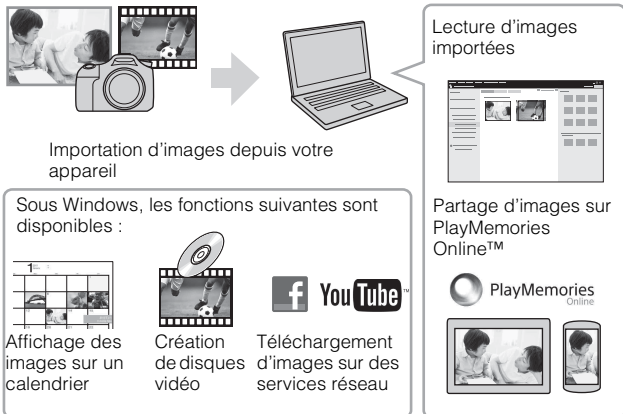 Importation d'images depuis votre
appareil
Lecture d'images
importées
Partage d'images sur
PlayMemories
Online™
PlayMemories
Online
Sous Windows, les fonctions suivantes sont
disponibles :
1
Affichage des
images sur un
calendrier
Création
de disques
vidéo
f YouTube™
Téléchargement
d'images sur des
services réseau